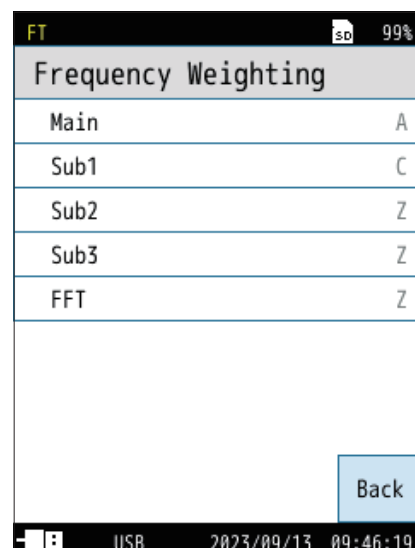 FT SD 99%
Frequency Weighting
Main A
Sub1 C
Sub2 Z
Sub3 Z
FFT Z
Back
USB 2023/09/13 09:46:19